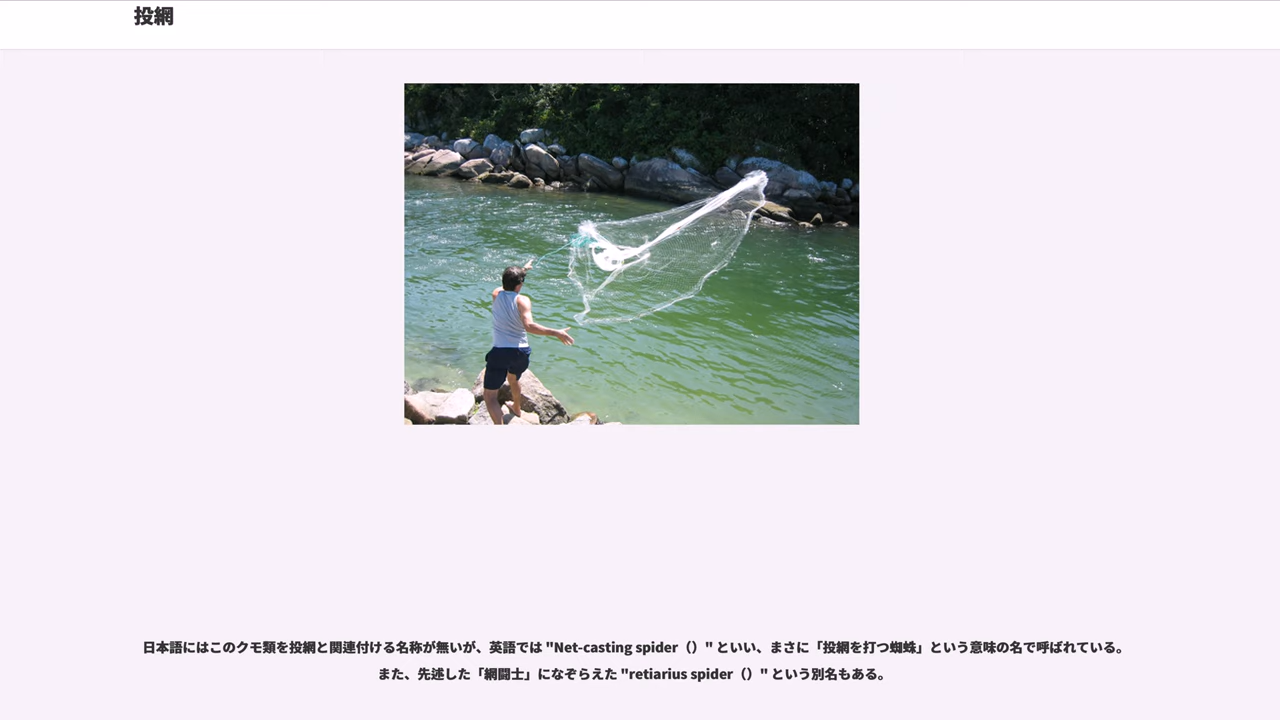 投網
日本語にはこのクモ類を投網と関連付ける名称が無いが、英語では "Net-casting spider（）" といい、まさに「投網を打つ蜘蛛」という意味の名で呼ばれている。
また、先述した「網闘士」になぞらえた "retiarius spider（）" という別名もある。